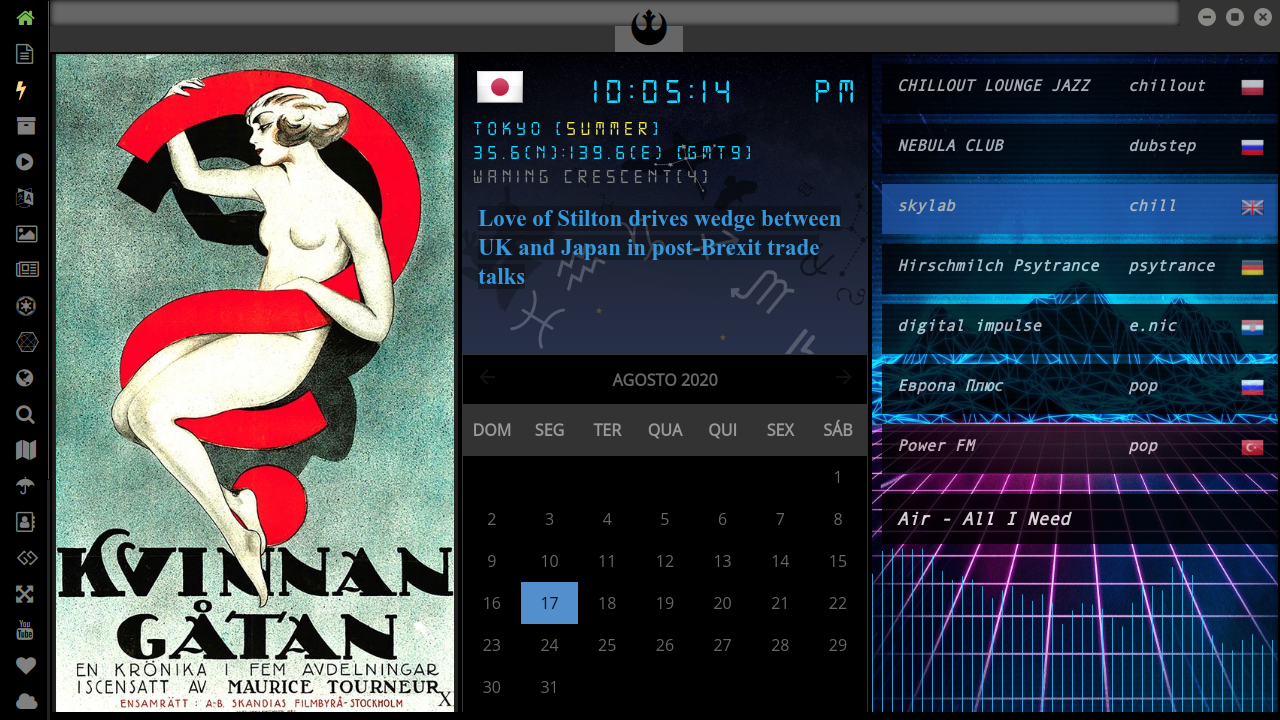 KVINNAN
GÅTAN
EN KRÖNIKA I FEM AVDELNINGAR
ISCENSATT AV MAURICE TOURNEUR
ENSAMRÄTT: A-B. SKANDIAS FILMBYRÅ-STOCKHOLM
X
10:05:14 PM
TOKYO (SUMMER)
35.6(N):139.6(E) (GMT9)
WANING CRESCENT(4)
Love of Stilton drives wedge between
UK and Japan in post-Brexit trade
talks
AGOSTO 2020
DOM SEG TER QUA QUI SEX SÁB
1
2 3 4 5 6 7 8
9 10 11 12 13 14 15
16 17 18 19 20 21 22
23 24 25 26 27 28 29
30 31
CHILLOUT LOUNGE JAZZ chillout
NEBULA CLUB dubstep
skylab chill
Hirschmilch Psytrance psytrance
digital impulse e.nic
Европа Плюс pop
Power FM pop
Air - All I Need
You
Tube